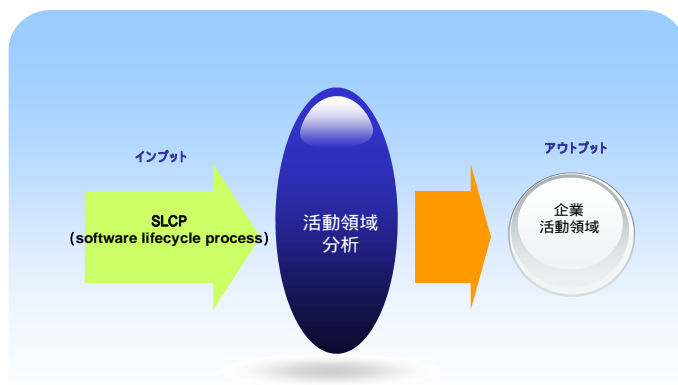 インプット
SLCP
(software lifecycle process)
活動領域
分析
アウトプット
企業
活動領域